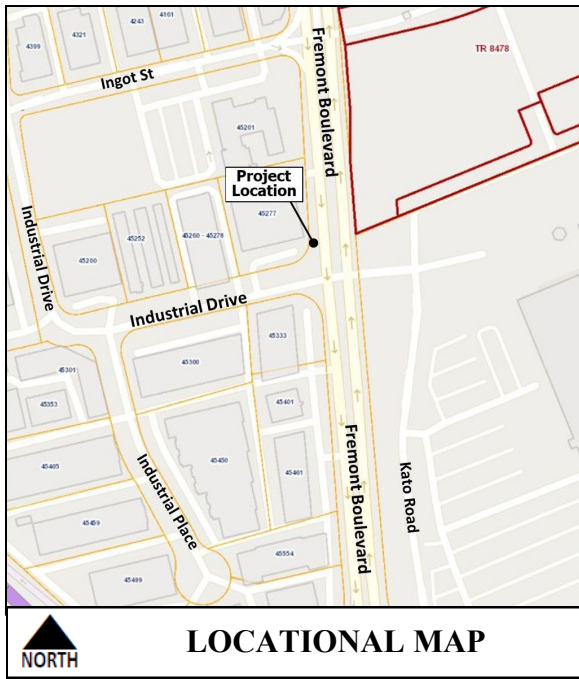 4161
4243
4321
4399
Ingot St
Fremont Boulevard
TR 8478
45201
Project
Location
45277
45260 - 45278
45252
45200
Industrial Drive
Industrial Drive
45333
45300
45301
45353
45401
45405
45450
45461
Industrial Place
Fremont Boulevard
Kato Road
45459
45499
45554
NORTH
LOCATIONAL MAP